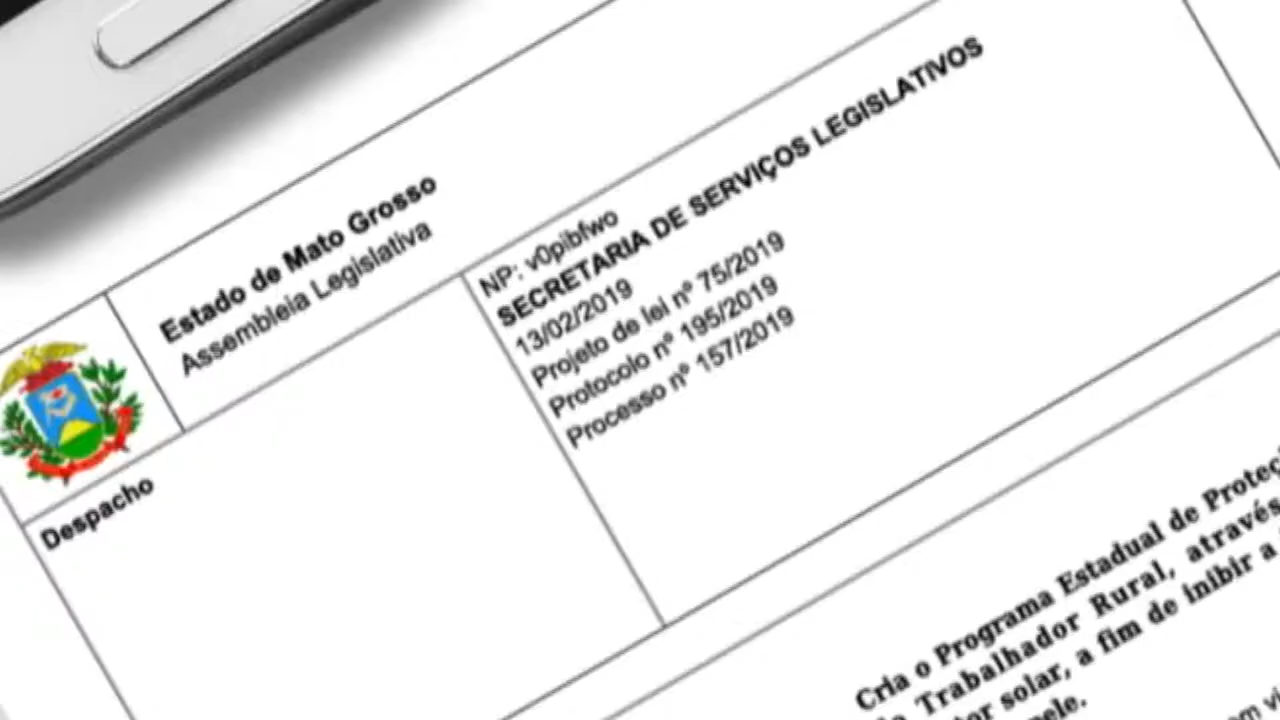 Estado de Mato Grosso
Assembleia Legislativa
Despacho
NP: v0pibfwo
SECRETARIA DE SERVIÇOS LEGISLATIVOS
13/02/2019
Projeto de lei nº 75/2019
Protocolo nº 195/2019
Processo nº 157/2019
Cria o Programa Estadual de
Trabalhador Rural, através
solar, a fim de inibir a